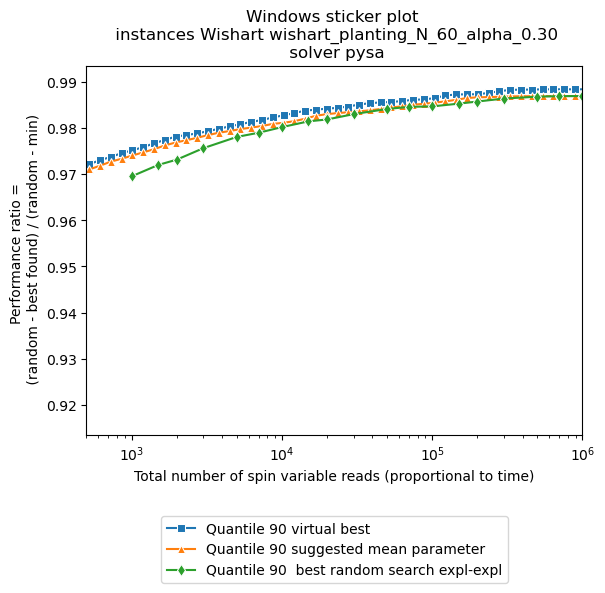 Windows sticker plot
instances Wishart wishart_planting_N_60_alpha_0.30
solver pysa
Performance ratio =
(random - best found) / (random - min)
0.99
0.98
0.97
0.96
0.95
0.94
0.93
0.92
10³
10⁴
10⁵
10⁶
Total number of spin variable reads (proportional to time)
Quantile 90 virtual best
Quantile 90 suggested mean parameter
Quantile 90  best random search expl-expl